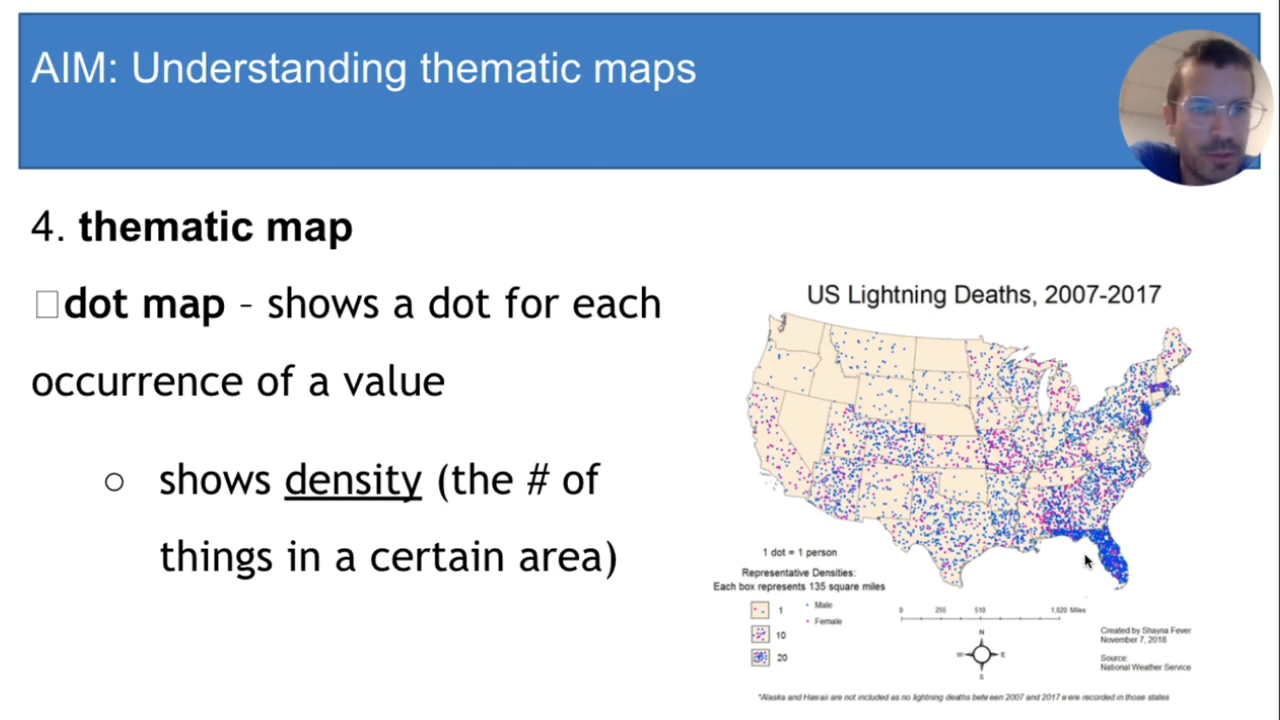 AIM: Understanding thematic maps
4. thematic map
dot map – shows a dot for each
occurrence of a value
○ shows density (the # of
things in a certain area)
US Lightning Deaths, 2007-2017
1 dot = 1 person
Representative Densities:
Each box represents 135 square miles
1
10
20
Male
Female
0 255 510 1,020 Miles
N
W E
S
Created by Shayna Fever
November 7, 2018
Source:
National Weather Service
*Alaska and Hawaii are not included as no lightning deaths between 2007 and 2017 were recorded in those states